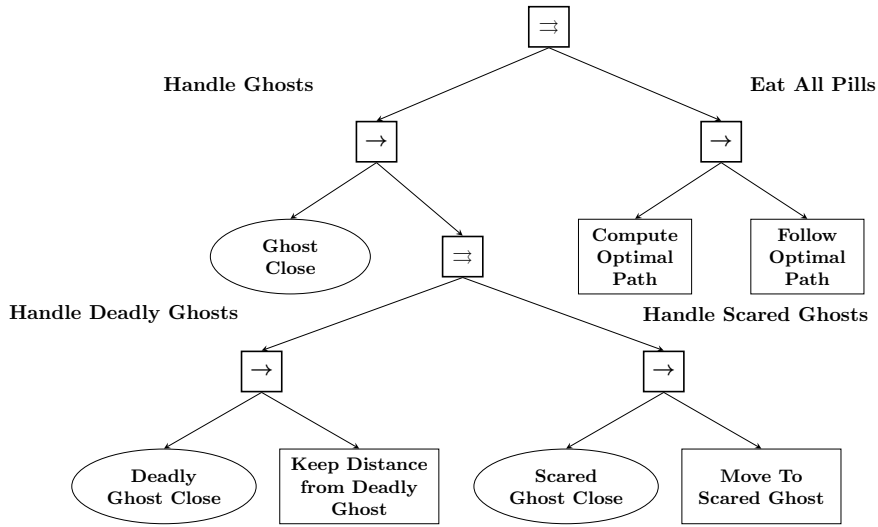 ⇉
Handle Ghosts
Eat All Pills
→
→
Ghost
Close
⇉
Compute
Optimal
Path
Follow
Optimal
Path
Handle Deadly Ghosts
Handle Scared Ghosts
→
→
Deadly
Ghost Close
Keep Distance
from Deadly
Ghost
Scared
Ghost Close
Move To
Scared Ghost